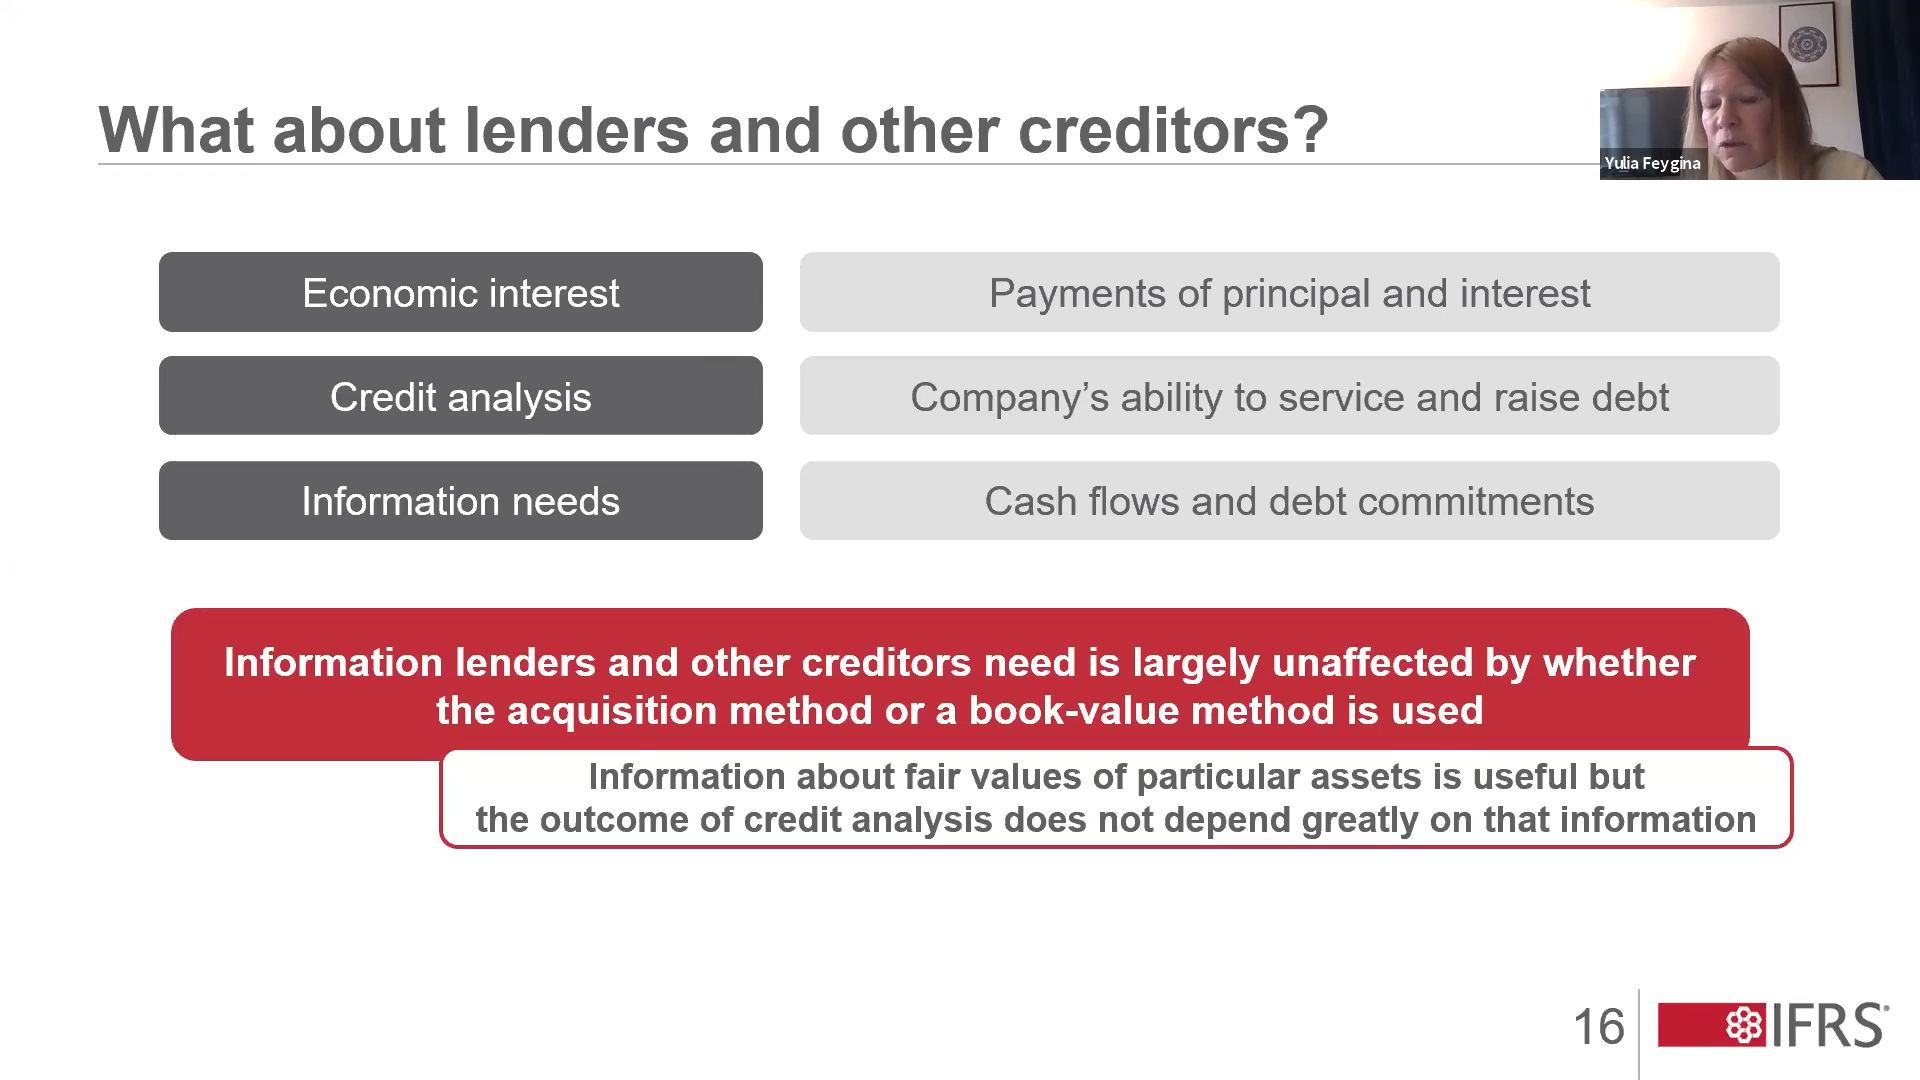 What about lenders and other creditors?
Yulia Feygina
Economic interest
Payments of principal and interest
Credit analysis
Company’s ability to service and raise debt
Information needs
Cash flows and debt commitments
Information lenders and other creditors need is largely unaffected by whether
the acquisition method or a book-value method is used
Information about fair values of particular assets is useful but
the outcome of credit analysis does not depend greatly on that information
16
IFRS®